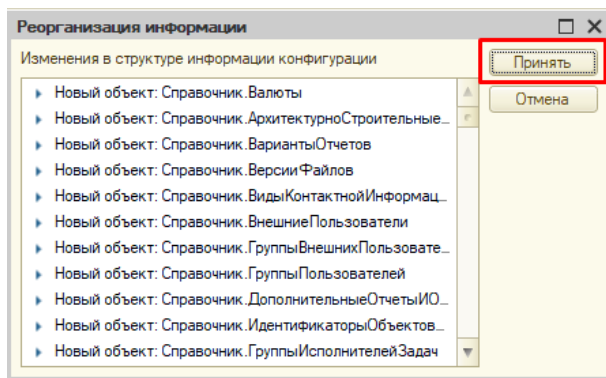 Реорганизация информации
Изменения в структуре информации конфигурации
Принять
Отмена
Новый объект: Справочник.Валюты
Новый объект: Справочник.АрхитектурноСтроительные...
Новый объект: Справочник.ВариантыОтчетов
Новый объект: Справочник.ВерсииФайлов
Новый объект: Справочник.ВидыКонтактнойИнформац...
Новый объект: Справочник.ВнешниеПользователи
Новый объект: Справочник.ГруппыВнешнихПользовате...
Новый объект: Справочник.ГруппыПользователей
Новый объект: Справочник.ДополнительныеОтчетыИО...
Новый объект: Справочник.ИдентификаторыОбъектов...
Новый объект: Справочник.ГруппыИсполнителейЗадач